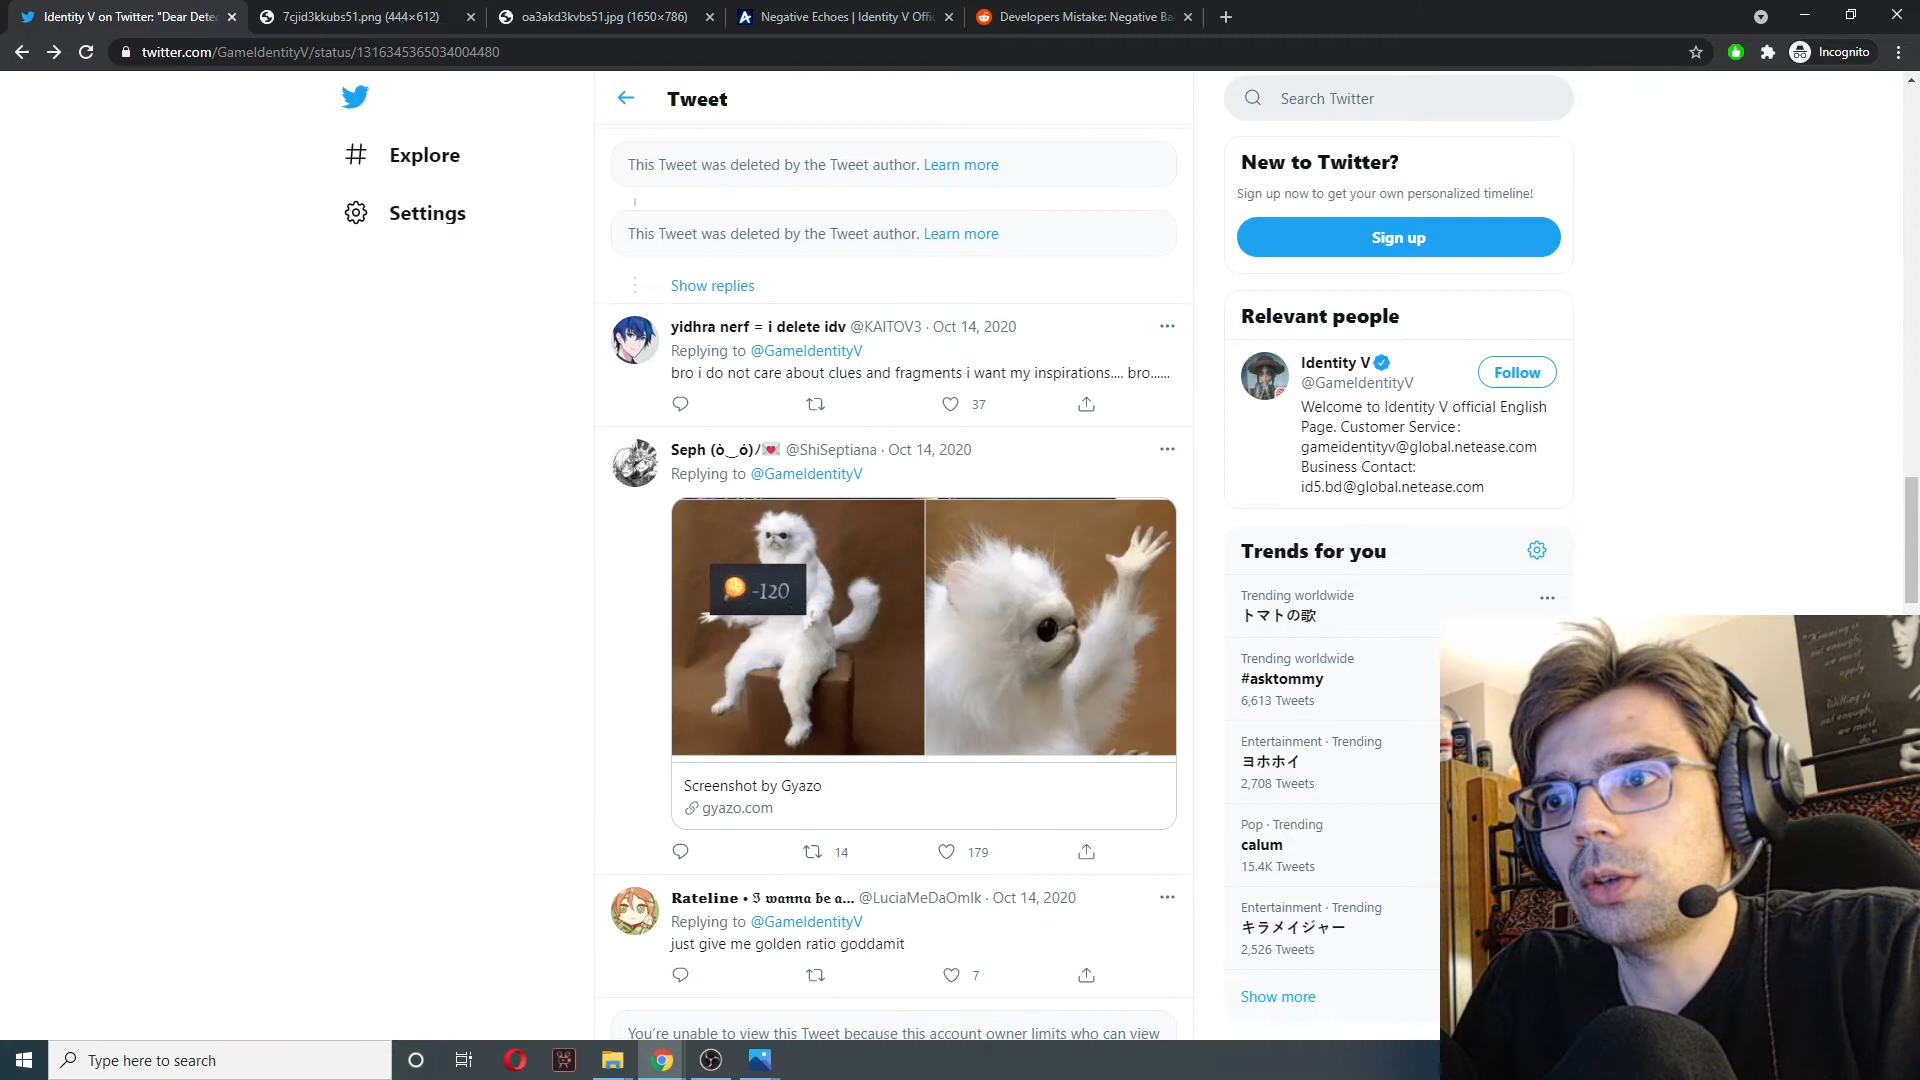 Identity V on Twitter: "Dear Dete
7cjid3kkubs51.png (444×612)
oa3akd3kvbs51.jpg (1650×786)
Negative Echoes | Identity V Offi
Developers Mistake: Negative Ba
twitter.com/GameIdentityV/status/1316345365034004480
Incognito
Explore
Settings
Tweet
This Tweet was deleted by the Tweet author. Learn more
This Tweet was deleted by the Tweet author. Learn more
Show replies
yidhra nerf = i delete idv @KAITOV3 · Oct 14, 2020
Replying to @GameIdentityV
bro i do not care about clues and fragments i want my inspirations.... bro......
37
Seph (ò‿ó)ﾉ💌 @ShiSeptiana · Oct 14, 2020
Replying to @GameIdentityV
-120
Screenshot by Gyazo
gyazo.com
14
179
Rateline • ℑ 𝖜𝖆𝖓𝖓𝖆 𝖇𝖊 𝖆... @LuciaMeDaOmlk · Oct 14, 2020
Replying to @GameIdentityV
just give me golden ratio goddamit
7
You're unable to view this Tweet because this account owner limits who can view
Search Twitter
New to Twitter?
Sign up now to get your own personalized timeline!
Sign up
Relevant people
Identity V
@GameIdentityV
Follow
Welcome to Identity V official English
Page. Customer Service:
gameidentityv@global.netease.com
Business Contact:
id5.bd@global.netease.com
Trends for you
Trending worldwide
トマトの歌
Trending worldwide
#asktommy
6,613 Tweets
Entertainment · Trending
ヨホホイ
2,708 Tweets
Pop · Trending
calum
15.4K Tweets
Entertainment · Trending
キラメイジャー
2,526 Tweets
Show more
Type here to search